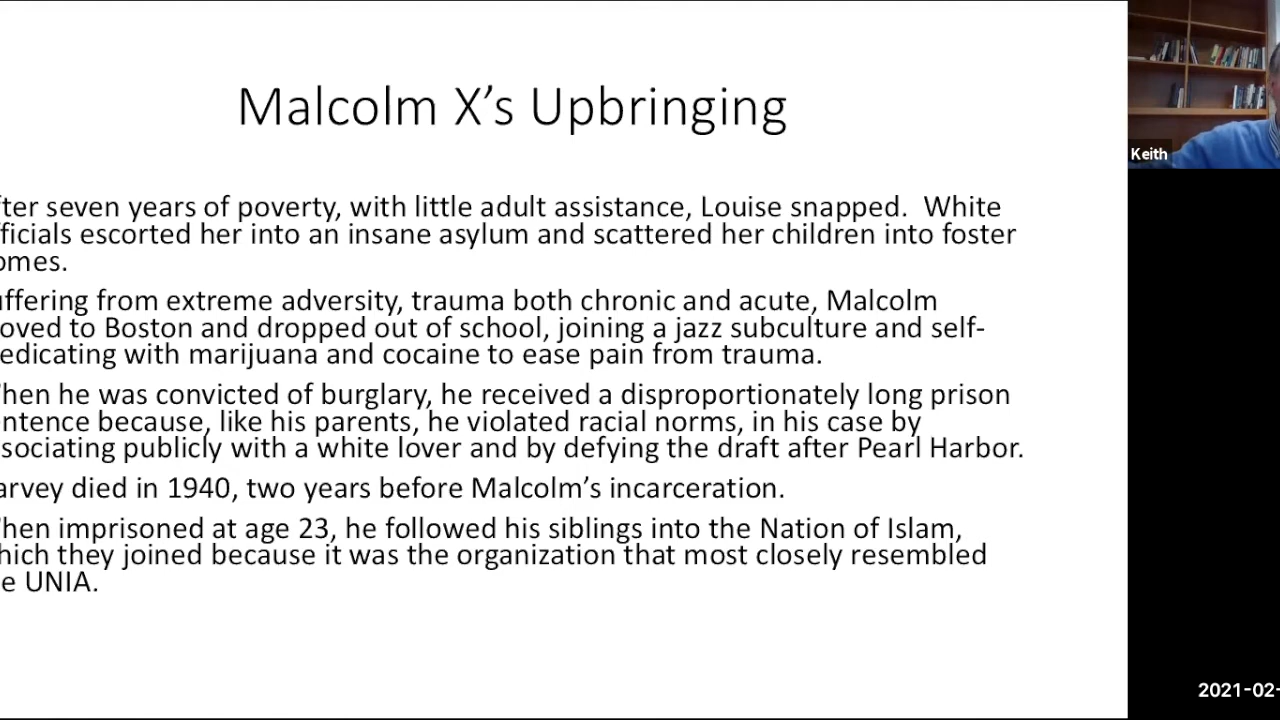 Malcolm X's Upbringing
fter seven years of poverty, with little adult assistance, Louise snapped.  White
ficials escorted her into an insane asylum and scattered her children into foster
omes.
uffering from extreme adversity, trauma both chronic and acute, Malcolm
oved to Boston and dropped out of school, joining a jazz subculture and self-
edicating with marijuana and cocaine to ease pain from trauma.
hen he was convicted of burglary, he received a disproportionately long prison
ntence because, like his parents, he violated racial norms, in his case by
sociating publicly with a white lover and by defying the draft after Pearl Harbor.
arvey died in 1940, two years before Malcolm's incarceration.
hen imprisoned at age 23, he followed his siblings into the Nation of Islam,
hich they joined because it was the organization that most closely resembled
e UNIA.
Keith
2021-02-